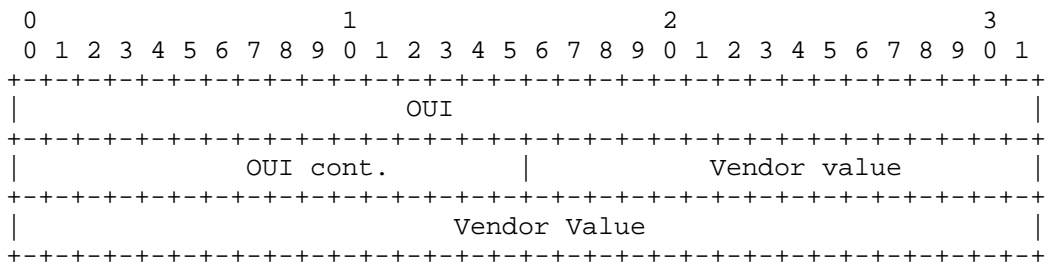 0                   1                   2                   3
 0 1 2 3 4 5 6 7 8 9 0 1 2 3 4 5 6 7 8 9 0 1 2 3 4 5 6 7 8 9 0 1
+-+-+-+-+-+-+-+-+-+-+-+-+-+-+-+-+-+-+-+-+-+-+-+-+-+-+-+-+-+-+-+-+
|                        OUI                                    |
+-+-+-+-+-+-+-+-+-+-+-+-+-+-+-+-+-+-+-+-+-+-+-+-+-+-+-+-+-+-+-+-+
|              OUI cont.        |           Vendor value        |
+-+-+-+-+-+-+-+-+-+-+-+-+-+-+-+-+-+-+-+-+-+-+-+-+-+-+-+-+-+-+-+-+
|                           Vendor Value                        |
+-+-+-+-+-+-+-+-+-+-+-+-+-+-+-+-+-+-+-+-+-+-+-+-+-+-+-+-+-+-+-+-+